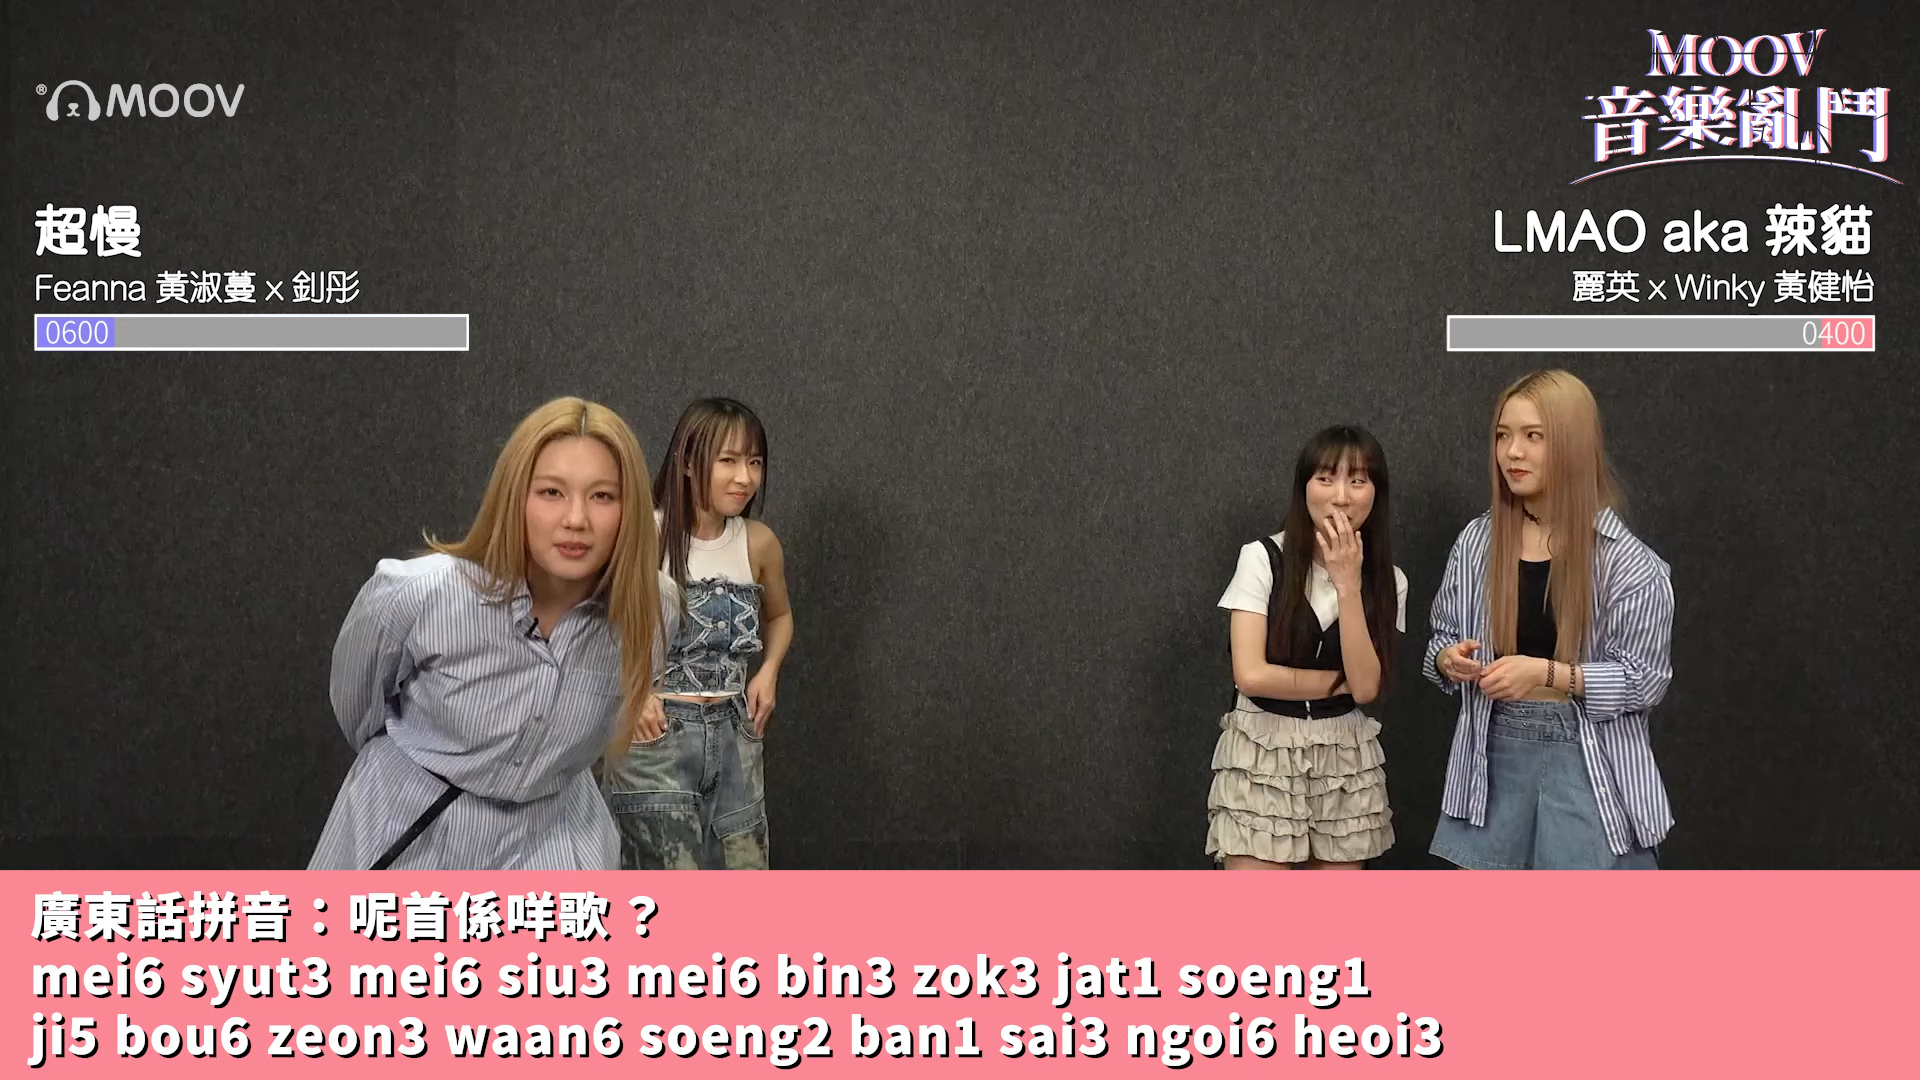 MOOV
MOOV
音樂亂鬥
超慢
Feanna 黃淑蔓 x 釗彤
0600
LMAO aka 辣貓
麗英 x Winky 黃健怡
0400
廣東話拼音：呢首係咩歌？
mei6 syut3 mei6 siu3 mei6 bin3 zok3 jat1 soeng1
ji5 bou6 zeon3 waan6 soeng2 ban1 sai3 ngoi6 heoi3